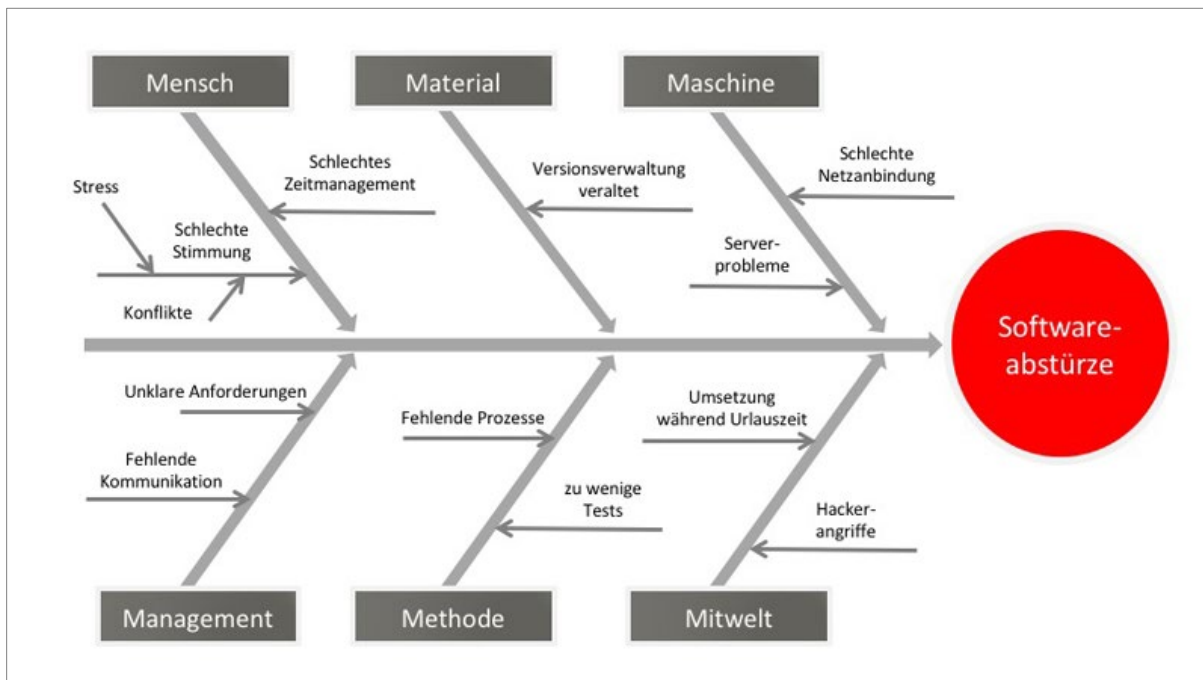 Mensch
Material
Maschine
Schlechtes
Zeitmanagement
Stress
Schlechte
Stimmung
Konflikte
Versionsverwaltung
veraltet
Schlechte
Netzanbindung
Server-
probleme
Software-
abstürze
Unklare Anforderungen
Fehlende
Kommunikation
Fehlende Prozesse
zu wenige
Tests
Umsetzung
während Urlauszeit
Hacker-
angriffe
Management
Methode
Mitwelt